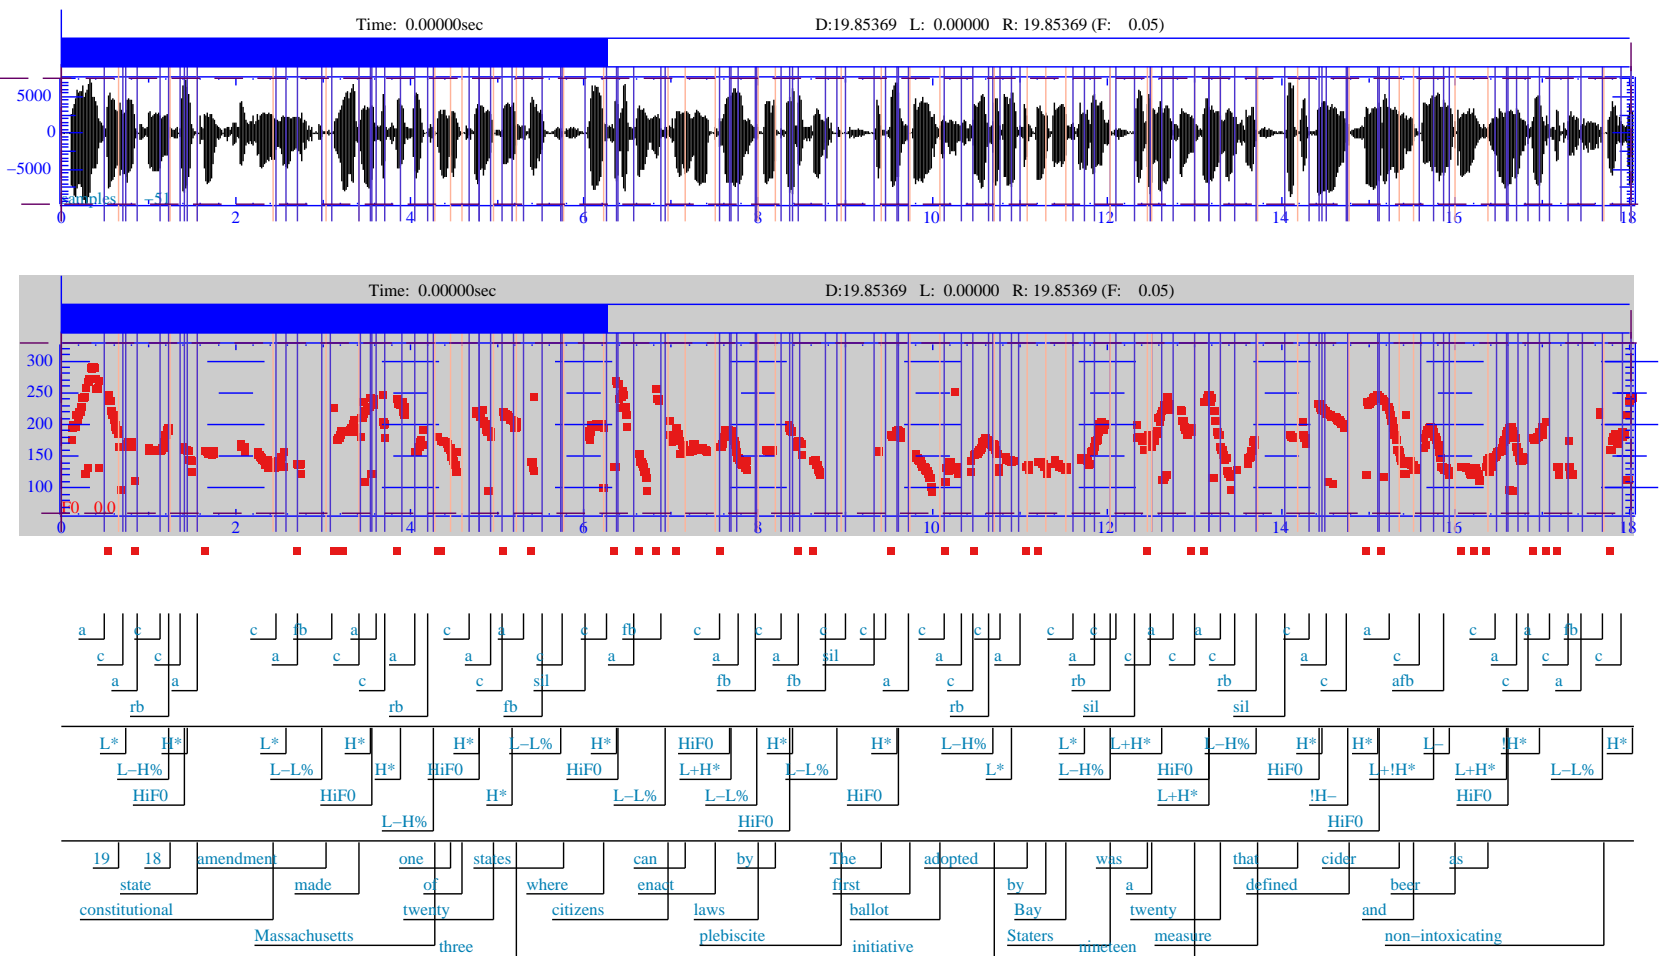 Time: 0.00000sec D:19.85369 L: 0.00000 R: 19.85369 (F: 0.05)
5000
0
−5000
samples −51
0 2 4 6 8 10 12 14 16 18
Time: 0.00000sec D:19.85369 L: 0.00000 R: 19.85369 (F: 0.05)
300
250
200
150
100
F0 0.0
0 2 4 6 8 10 12 14 16 18
a c c fb a c a c fb c c c c c c c c a a c a c a fb
c c a c a a c a a sil a a c c c a c a c c
a a c c sil fb fb a c rb rb c afb c a
rb rb fb rb sil sil
L* H* L* H* H* L−L% H* HiF0 H* H* L−H% L* L+H* L−H% H* H* L− !H* H*
L−H% L−L% H* HiF0 HiF0 L+H* L−L% L* L−H% HiF0 HiF0 L+!H* L+H* L−L%
HiF0 HiF0 H* L−L% L−L% HiF0 L+H* !H− HiF0
L−H% HiF0 HiF0
19 18 amendment one states can by The adopted was that cider as
state made of where enact first by a defined beer
constitutional twenty citizens laws ballot Bay twenty and
Massachusetts plebiscite Staters measure non−intoxicating
three initiative nineteen